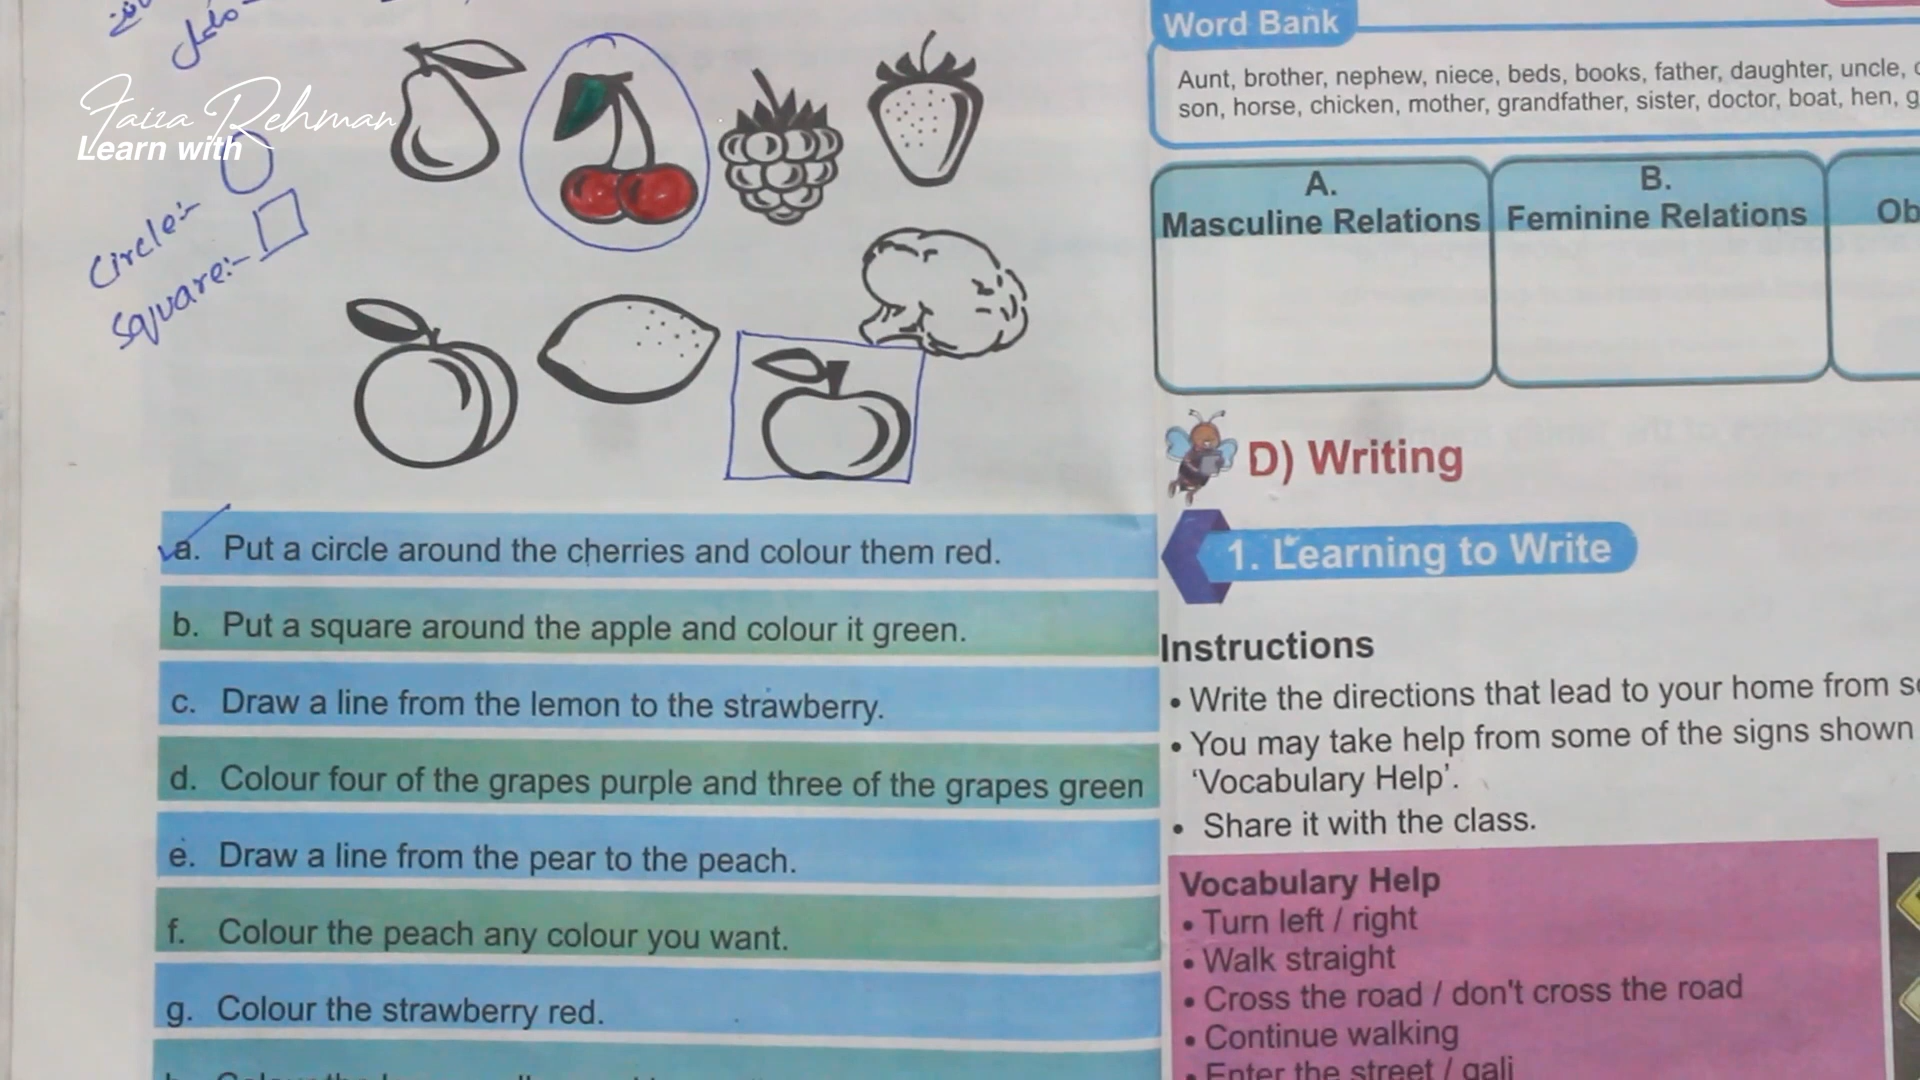 Faiza Rehman
Learn with
Circle:-
Square:-
a. Put a circle around the cherries and colour them red.
b. Put a square around the apple and colour it green.
c. Draw a line from the lemon to the strawberry.
d. Colour four of the grapes purple and three of the grapes green
e. Draw a line from the pear to the peach.
f. Colour the peach any colour you want.
g. Colour the strawberry red.
Word Bank
Aunt, brother, nephew, niece, beds, books, father, daughter, uncle,
son, horse, chicken, mother, grandfather, sister, doctor, boat, hen,
A.
Masculine Relations
B.
Feminine Relations
D) Writing
1. Learning to Write
Instructions
• Write the directions that lead to your home from
• You may take help from some of the signs shown
‘Vocabulary Help’.
• Share it with the class.
Vocabulary Help
• Turn left / right
• Walk straight
• Cross the road / don't cross the road
• Continue walking
• Enter the street / gali